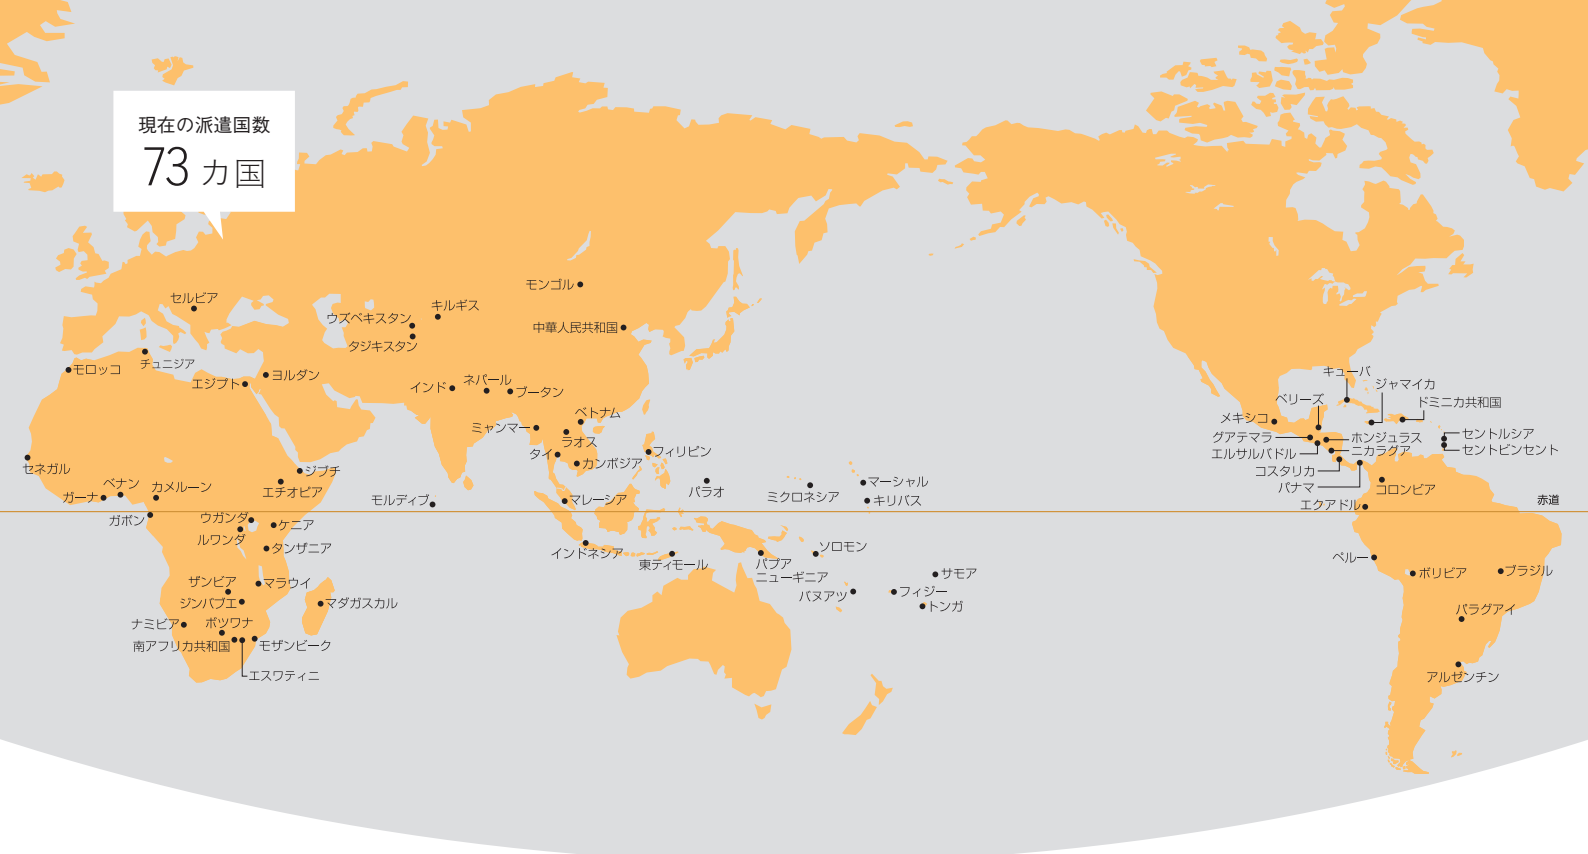 現在の派遣国数
73 カ国
セルビア
モロッコ
チュニジア
エジプト
ヨルダン
ウズベキスタン
キルギス
タジキスタン
モンゴル
中華人民共和国
インド
ネパール
ブータン
ミャンマー
ベトナム
ラオス
タイ
カンボジア
フィリピン
セネガル
ガーナ
ベナン
カメルーン
ガボン
ジブチ
エチオピア
ウガンダ
ケニア
ルワンダ
タンザニア
ザンビア
マラウイ
ジンバブエ
マダガスカル
ナミビア
ボツワナ
南アフリカ共和国
モザンビーク
エスワティニ
モルディブ
マレーシア
パラオ
ミクロネシア
マーシャル
キリバス
インドネシア
東ティモール
パプア
ニューギニア
ソロモン
バヌアツ
サモア
フィジー
トンガ
キューバ
ジャマイカ
ドミニカ共和国
ベリーズ
メキシコ
グアテマラ
エルサルバドル
ホンジュラス
ニカラグア
コスタリカ
パナマ
セントルシア
セントビンセント
コロンビア
エクアドル
赤道
ペルー
ボリビア
ブラジル
パラグアイ
アルゼンチン